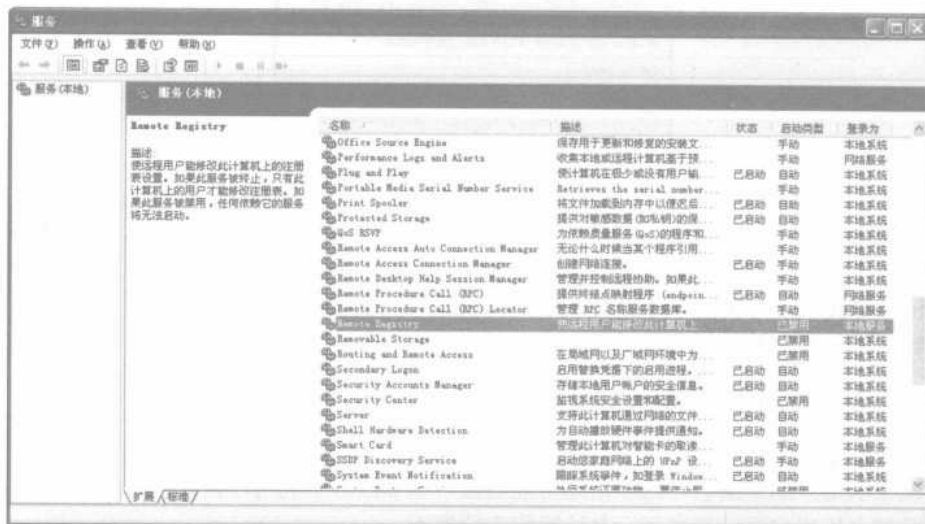 服务
文件(F) 操作(A) 查看(V) 帮助(H)
服务(本地)
服务(本地)
Remote Registry
描述:
使远程用户能修改此计算机上的注册
表设置。如果此服务被终止，只有此
计算机上的用户才能修改注册表。如
果此服务被禁用，任何依赖它的服务
将无法启动。
名称 描述 状态 启动类型 登录为
Office Source Engine 保存用于更新和修复的安装文... 手动 本地系统
Performance Logs and Alerts 收集本地或远程计算机基于预... 手动 网络服务
Plug and Play 使计算机在极少或没有用户输... 已启动 自动 本地系统
Portable Media Serial Number Service Retrieves the serial number... 手动 本地系统
Print Spooler 将文件加载到内存中以便迟后... 已启动 自动 本地系统
Protected Storage 提供对敏感数据(如私钥)的保... 已启动 自动 本地系统
QoS RSVP 为依赖质量服务(QoS)的程序和... 手动 本地系统
Remote Access Auto Connection Manager 无论什么时候当某个程序引用... 手动 本地系统
Remote Access Connection Manager 创建网络连接。 已启动 手动 本地系统
Remote Desktop Help Session Manager 管理并控制远程协助。如果此... 手动 本地系统
Remote Procedure Call (RPC) 提供终结点映射程序 (endpoin... 已启动 自动 网络服务
Remote Procedure Call (RPC) Locator 管理 RPC 名称服务数据库。 手动 网络服务
Remote Registry 使远程用户能修改此计算机上... 已禁用 本地服务
Removable Storage 已禁用 本地系统
Routing and Remote Access 在局域网以及广域网环境中为... 已禁用 本地系统
Secondary Logon 启用替换凭据下的启用进程。... 已启动 自动 本地系统
Security Accounts Manager 存储本地用户帐户的安全信息。 已启动 自动 本地系统
Security Center 监视系统安全设置和配置。 已禁用 本地系统
Server 支持此计算机通过网络的文件... 已启动 自动 本地系统
Shell Hardware Detection 为自动播放硬件事件提供通知。 已启动 自动 本地系统
Smart Card 管理此计算机对智能卡的取读... 手动 本地服务
SSDP Discovery Service 启动您家庭网络上的 UPnP 设... 已启动 手动 本地服务
System Event Notification 跟踪系统事件，如登录 Window... 已启动 自动 本地系统
扩展 标准